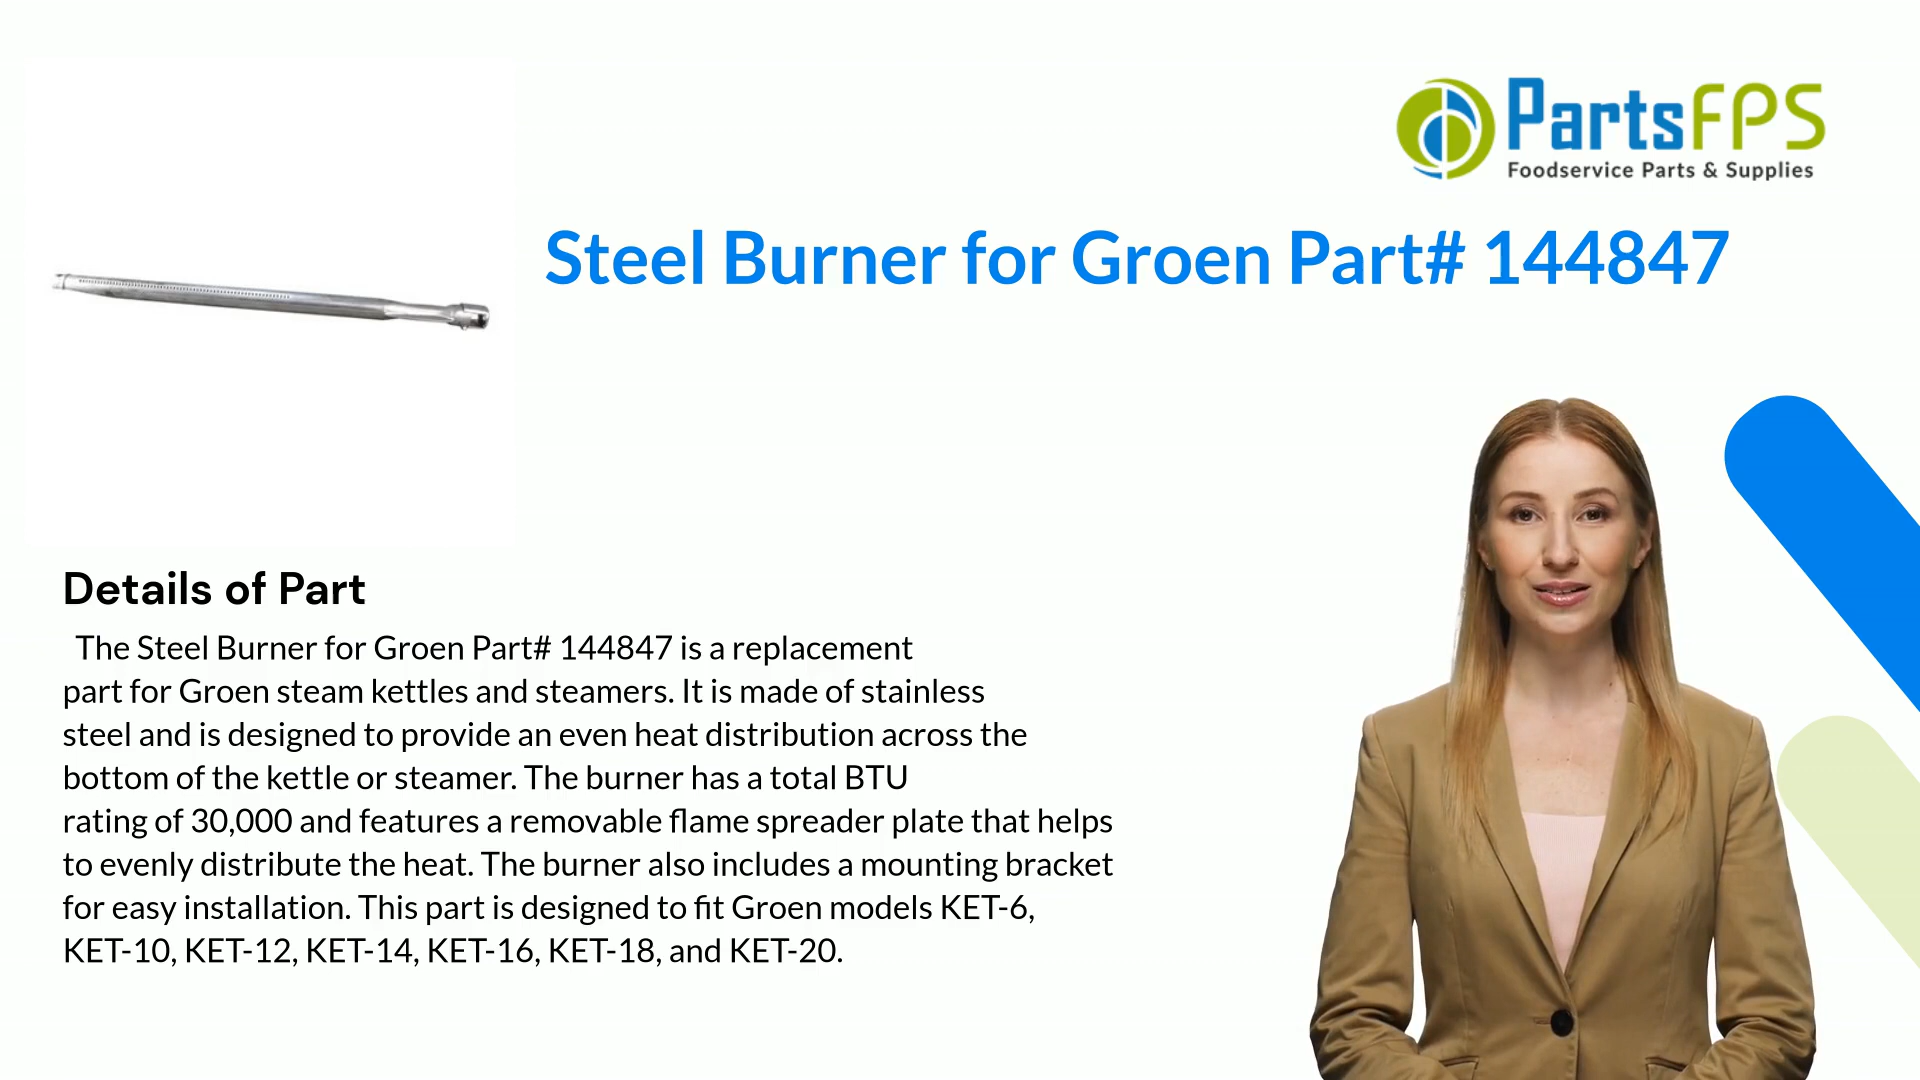 PartsFPS
Foodservice Parts & Supplies
Steel Burner for Groen Part# 144847
Details of Part
The Steel Burner for Groen Part# 144847 is a replacement
part for Groen steam kettles and steamers. It is made of stainless
steel and is designed to provide an even heat distribution across the
bottom of the kettle or steamer. The burner has a total BTU
rating of 30,000 and features a removable flame spreader plate that helps
to evenly distribute the heat. The burner also includes a mounting bracket
for easy installation. This part is designed to fit Groen models KET-6,
KET-10, KET-12, KET-14, KET-16, KET-18, and KET-20.